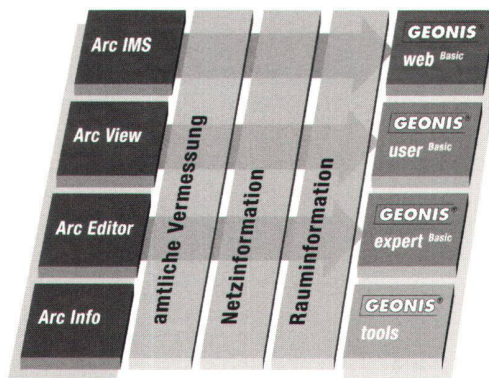 Arc IMS
Arc View
Arc Editor
Arc Info
amtliche Vermessung
Netzinformation
Rauminformation
GEONIS®
web Basic
GEONIS®
user Basic
GEONIS®
expert Basic
GEONIS®
tools